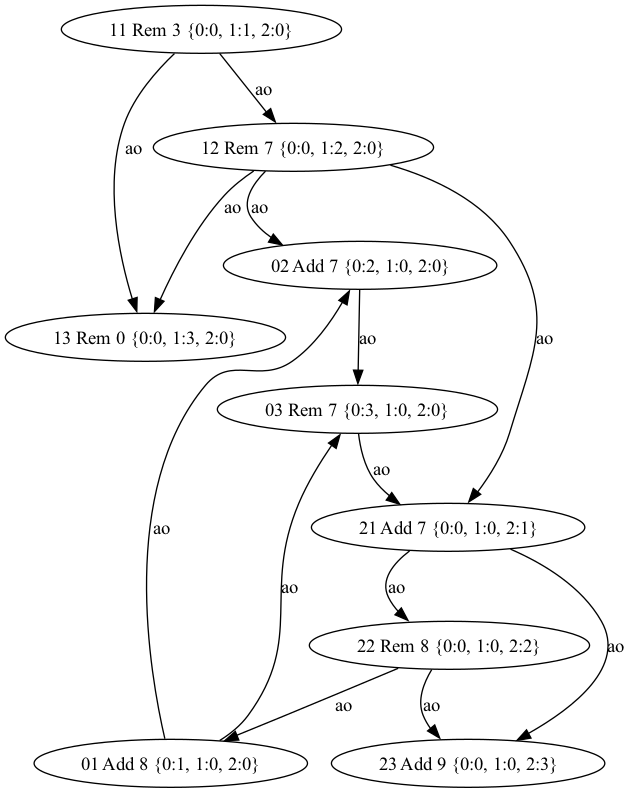 11 Rem 3 {0:0, 1:1, 2:0}
ao
ao
12 Rem 7 {0:0, 1:2, 2:0}
ao
ao
02 Add 7 {0:2, 1:0, 2:0}
13 Rem 0 {0:0, 1:3, 2:0}
ao
ao
03 Rem 7 {0:3, 1:0, 2:0}
ao
21 Add 7 {0:0, 1:0, 2:1}
ao
ao
ao
22 Rem 8 {0:0, 1:0, 2:2}
ao
ao
ao
01 Add 8 {0:1, 1:0, 2:0}
23 Add 9 {0:0, 1:0, 2:3}